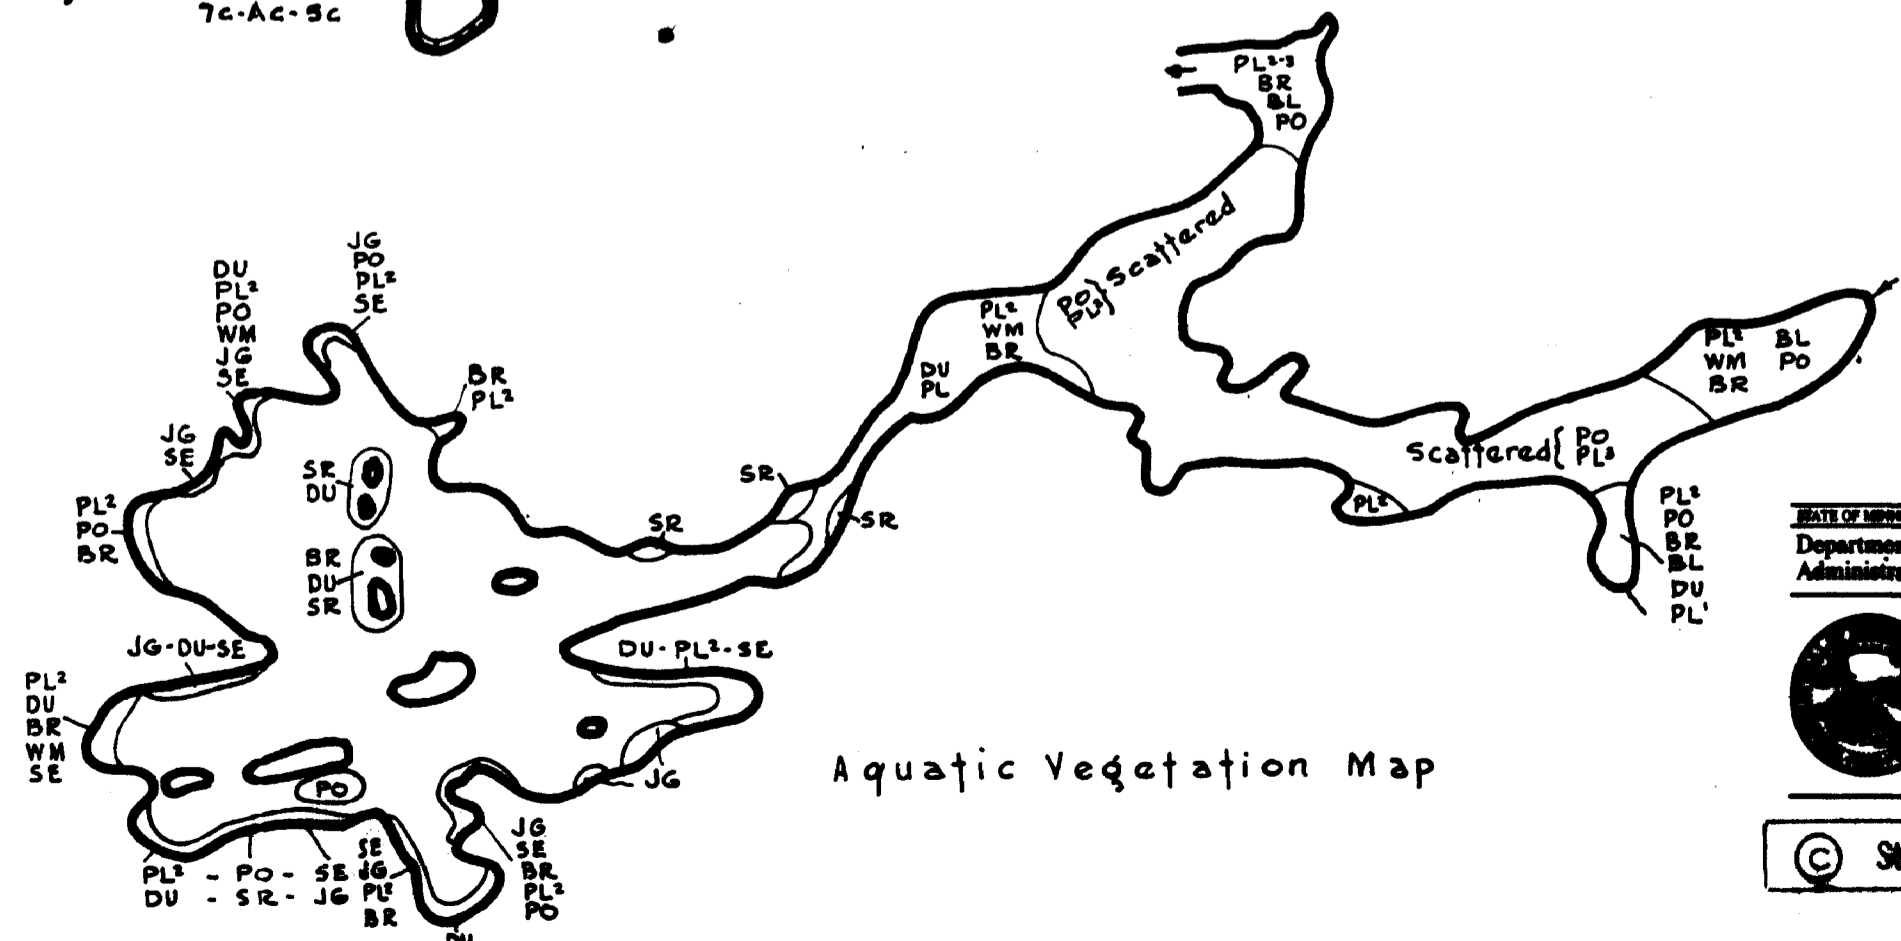 7C-AC-SC
PL²⁻³
BR
BL
PO
Scattered
PO
PL³
JG
PO
PL²
SE
DU
PL²
PO
WM
JG
SE
BR
PL²
JG
SE
PL²
PO
BR
SR
DU
BR
DU
SR
SR
SR
SR
PL²
WM
BR
DU
PL
PL²
WM
BR
BL
PO
Scattered { PO
PL³
PL²
PL²
PO
BR
BL
DU
PL¹
STATE OF
JG-DU-SE
DU-PL²-SE
PL²
DU
BR
WM
SE
PO
JG
Aquatic Vegetation Map
PL² - PO - SE
DU - SR - JG
SE
JG
PL²
BR
JG
SE
BR
PL²
PO
DU
©